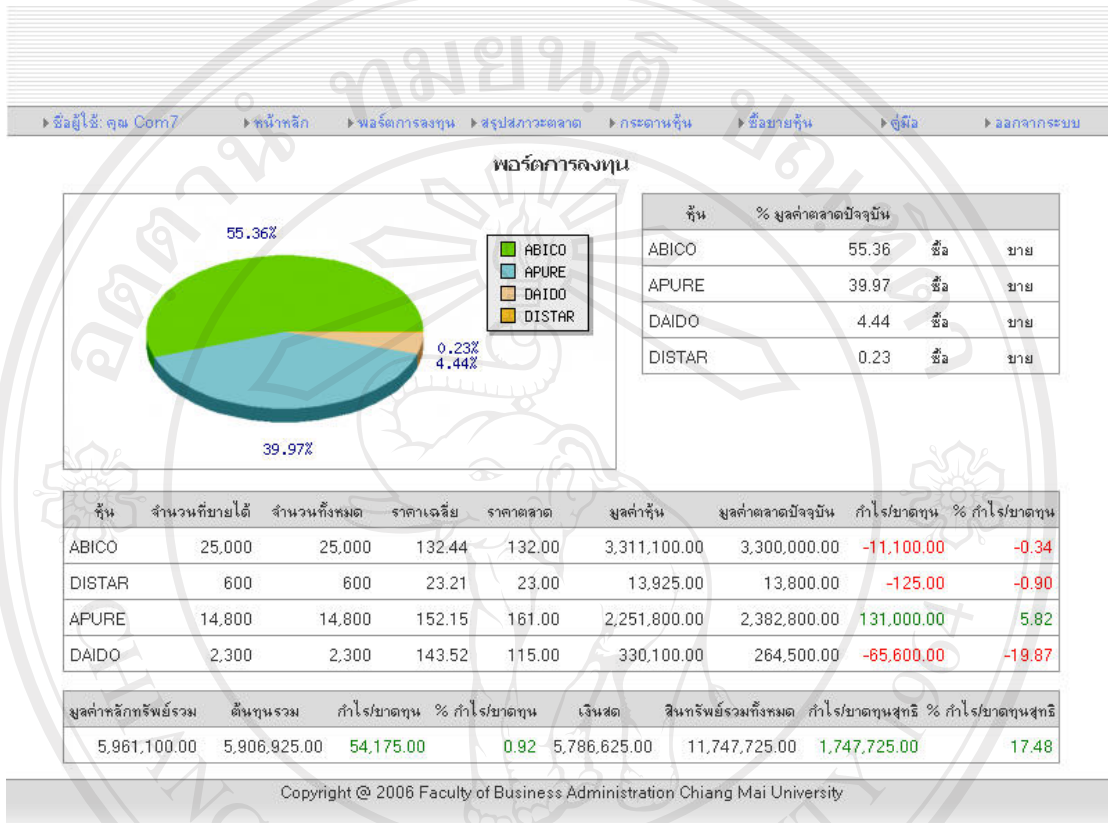 ชื่อผู้ใช้: คุณ Com7 หน้าหลัก พอร์ตการลงทุน สรุปสภาวะตลาด กระดานหุ้น ซื้อขายหุ้น คู่มือ ออกจากระบบ
พอร์ตการลงทุน
55.36%
ABICO
APURE
DAIDO
DISTAR
0.23%
4.44%
39.97%
หุ้น % มูลค่าตลาดปัจจุบัน
ABICO 55.36 ซื้อ ขาย
APURE 39.97 ซื้อ ขาย
DAIDO 4.44 ซื้อ ขาย
DISTAR 0.23 ซื้อ ขาย
หุ้น จำนวนที่ขายได้ จำนวนทั้งหมด ราคาเฉลี่ย ราคาตลาด มูลค่าหุ้น มูลค่าตลาดปัจจุบัน กำไร/ขาดทุน % กำไร/ขาดทุน
ABICO 25,000 25,000 132.44 132.00 3,311,100.00 3,300,000.00 -11,100.00 -0.34
DISTAR 600 600 23.21 23.00 13,925.00 13,800.00 -125.00 -0.90
APURE 14,800 14,800 152.15 161.00 2,251,800.00 2,382,800.00 131,000.00 5.82
DAIDO 2,300 2,300 143.52 115.00 330,100.00 264,500.00 -65,600.00 -19.87
มูลค่าหลักทรัพย์รวม ต้นทุนรวม กำไร/ขาดทุน % กำไร/ขาดทุน เงินสด สินทรัพย์รวมทั้งหมด กำไร/ขาดทุนสุทธิ % กำไร/ขาดทุนสุทธิ
5,961,100.00 5,906,925.00 54,175.00 0.92 5,786,625.00 11,747,725.00 1,747,725.00 17.48
Copyright @ 2006 Faculty of Business Administration Chiang Mai University